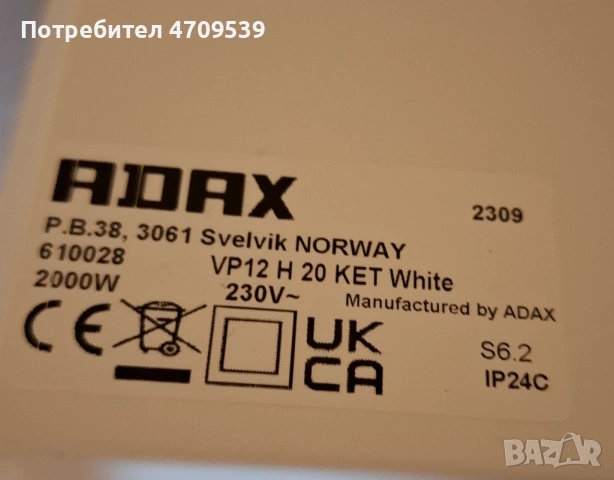 Потребител 4709539
ADAX
2309
P.B.38, 3061 Svelvik NORWAY
610028
VP12 H 20 KET White
2000W
230V~
Manufactured by ADAX
CE
UK
CA
S6.2
IP24C
BAZAR